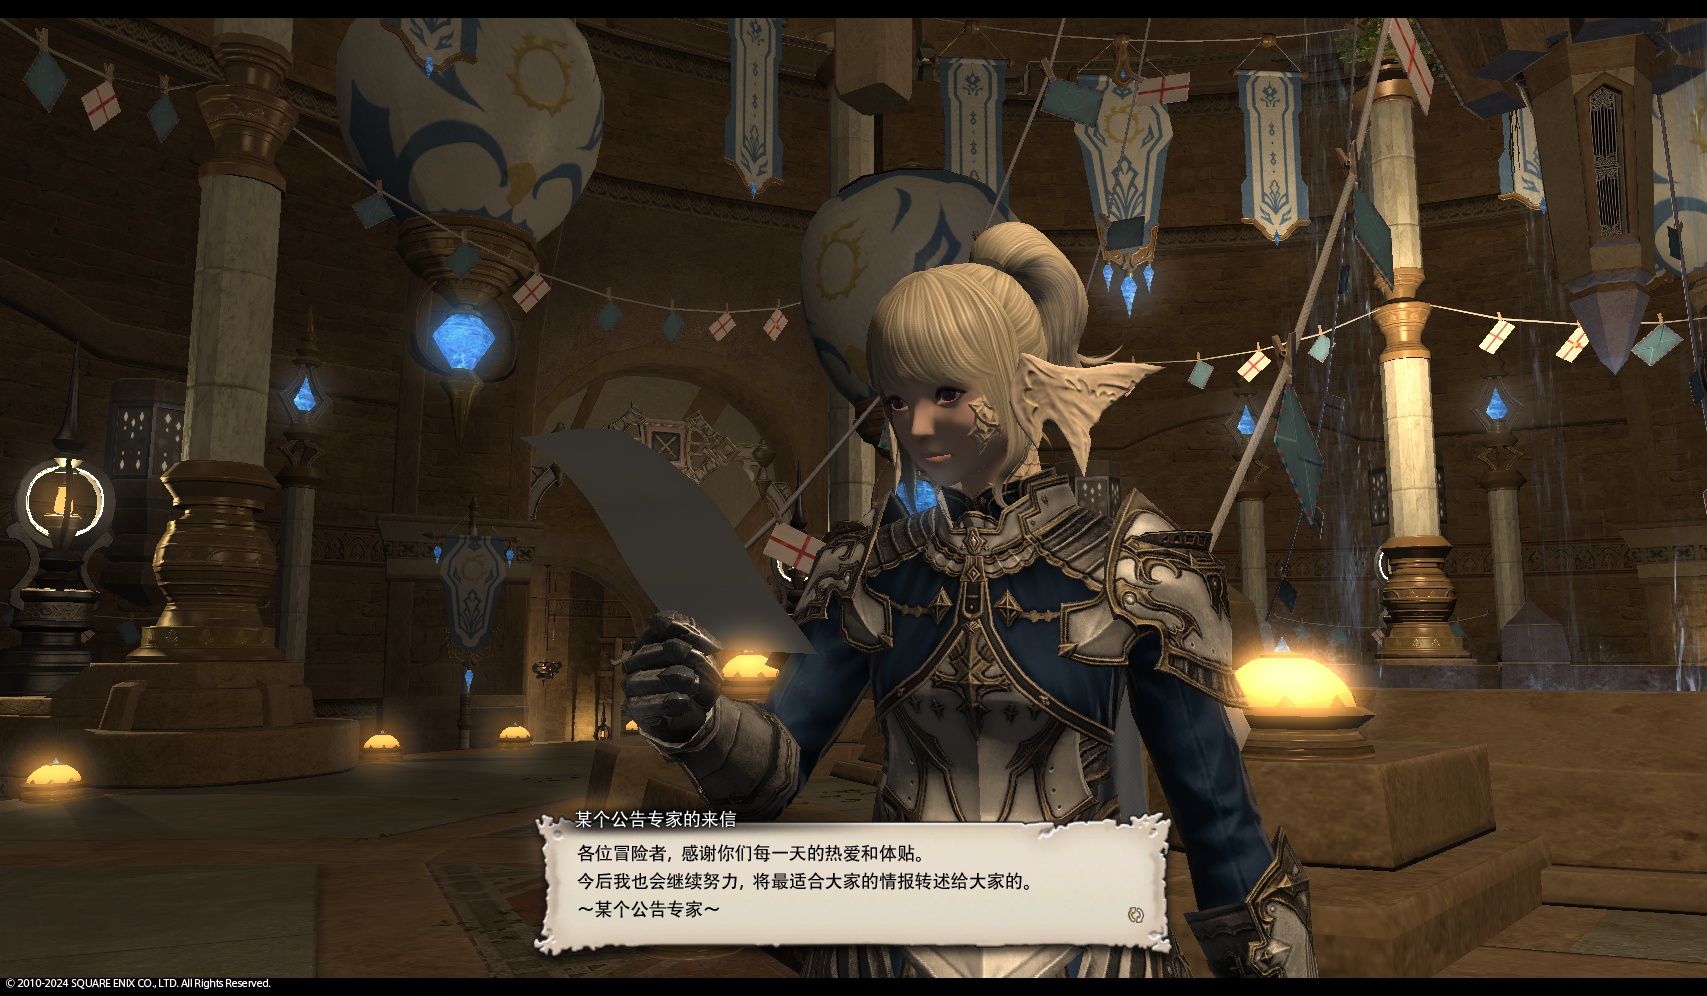 某个公告专家的来信
各位冒险者，感谢你们每一天的热爱和体贴。
今后我也会继续努力，将最适合大家的情报转述给大家的。
～某个公告专家～
© 2010-2024 SQUARE ENIX CO., LTD. All Rights Reserved.